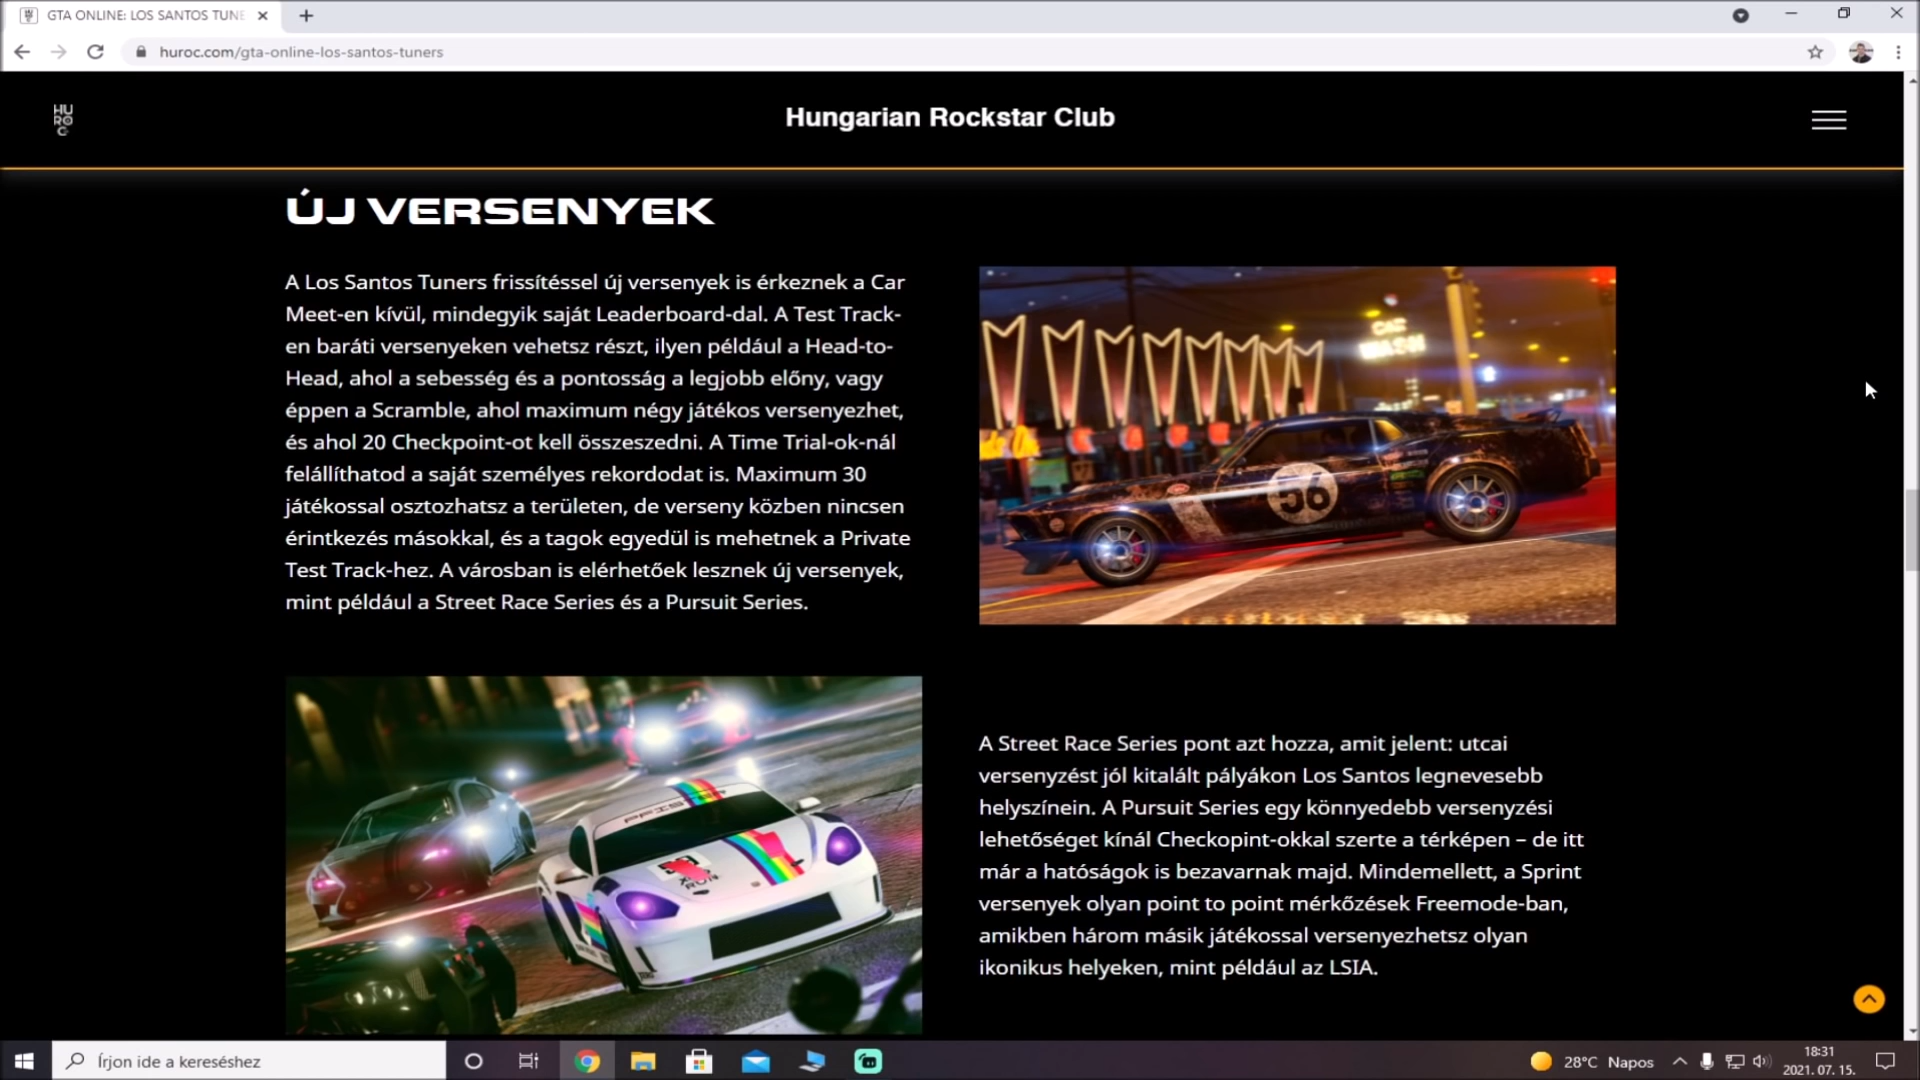 GTA ONLINE: LOS SANTOS TUNE
huroc.com/gta-online-los-santos-tuners
HU
RO
C
Hungarian Rockstar Club
ÚJ VERSENYEK
A Los Santos Tuners frissítéssel új versenyek is érkeznek a Car
Meet-en kívül, mindegyik saját Leaderboard-dal. A Test Track-
en baráti versenyeken vehetsz részt, ilyen például a Head-to-
Head, ahol a sebesség és a pontosság a legjobb előny, vagy
éppen a Scramble, ahol maximum négy játékos versenyezhet,
és ahol 20 Checkpoint-ot kell összeszedni. A Time Trial-ok-nál
felállíthatod a saját személyes rekordodat is. Maximum 30
játékossal osztozhatsz a területen, de verseny közben nincsen
érintkezés másokkal, és a tagok egyedül is mehetnek a Private
Test Track-hez. A városban is elérhetőek lesznek új versenyek,
mint például a Street Race Series és a Pursuit Series.
CAR
WASH
56
PFISTER
RUN
A Street Race Series pont azt hozza, amit jelent: utcai
versenyzést jól kitalált pályákon Los Santos legnevesebb
helyszínein. A Pursuit Series egy könnyedebb versenyzési
lehetőséget kínál Checkopint-okkal szerte a térképen – de itt
már a hatóságok is bezavarnak majd. Mindemellett, a Sprint
versenyek olyan point to point mérkőzések Freemode-ban,
amikben három másik játékossal versenyezhetsz olyan
ikonikus helyeken, mint például az LSIA.
Írjon ide a kereséshez
28°C Napos
18:31
2021. 07. 15.